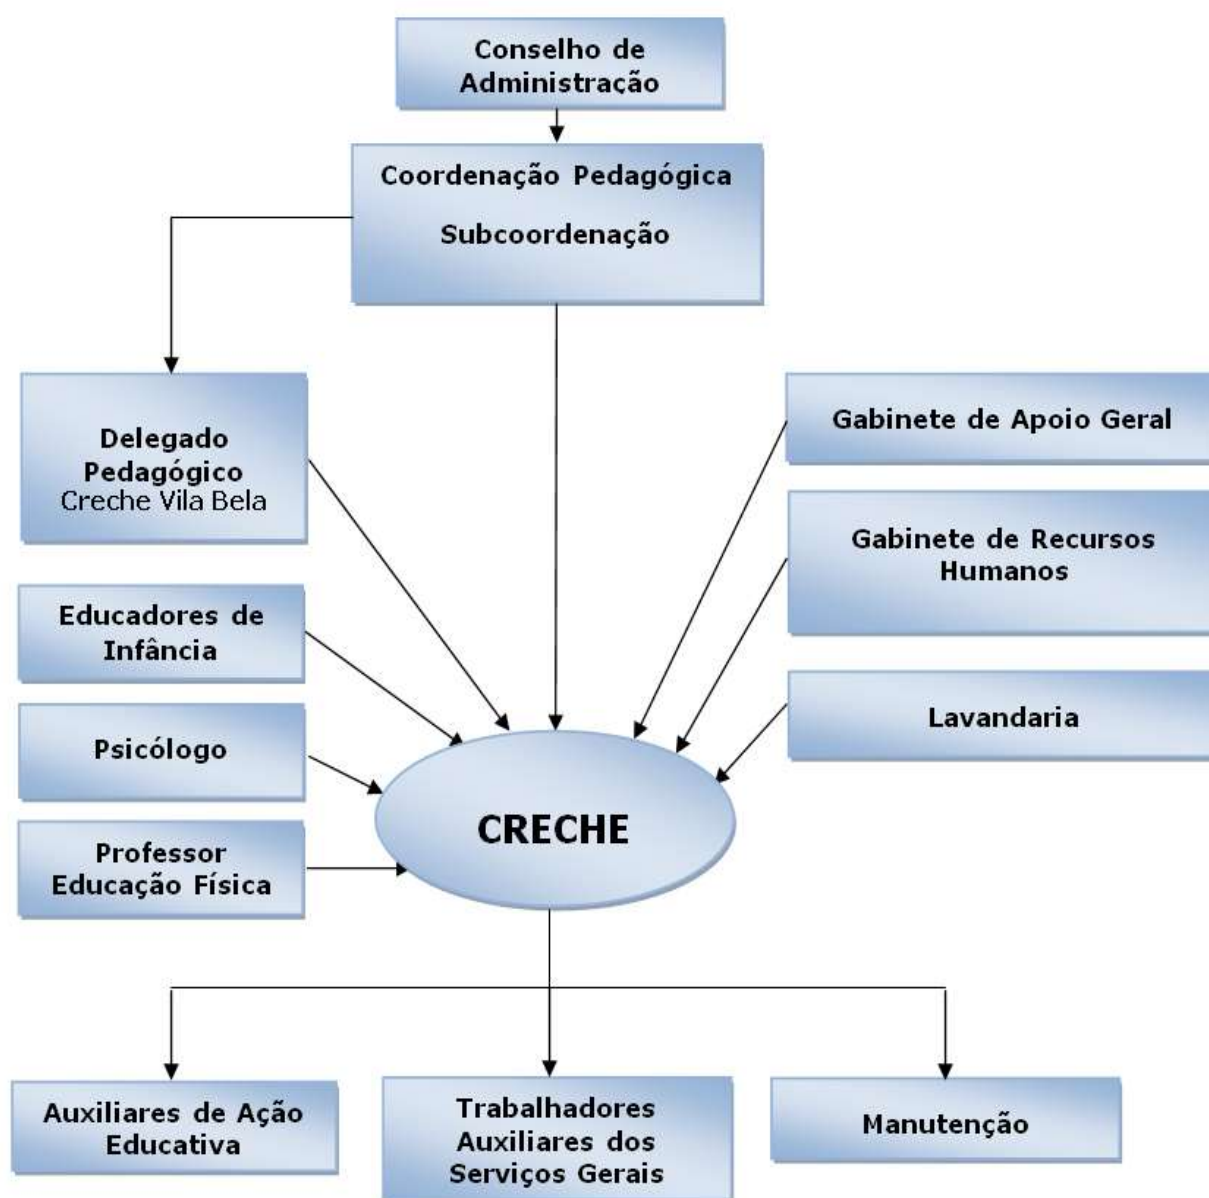 Conselho de
Administração
Coordenação Pedagógica
Subcoordenação
Delegado
Pedagógico
Creche Vila Bela
Gabinete de Apoio Geral
Gabinete de Recursos
Humanos
Educadores de
Infância
Lavandaria
Psicólogo
Professor
Educação Física
CRECHE
Auxiliares de Ação
Educativa
Trabalhadores
Auxiliares dos
Serviços Gerais
Manutenção